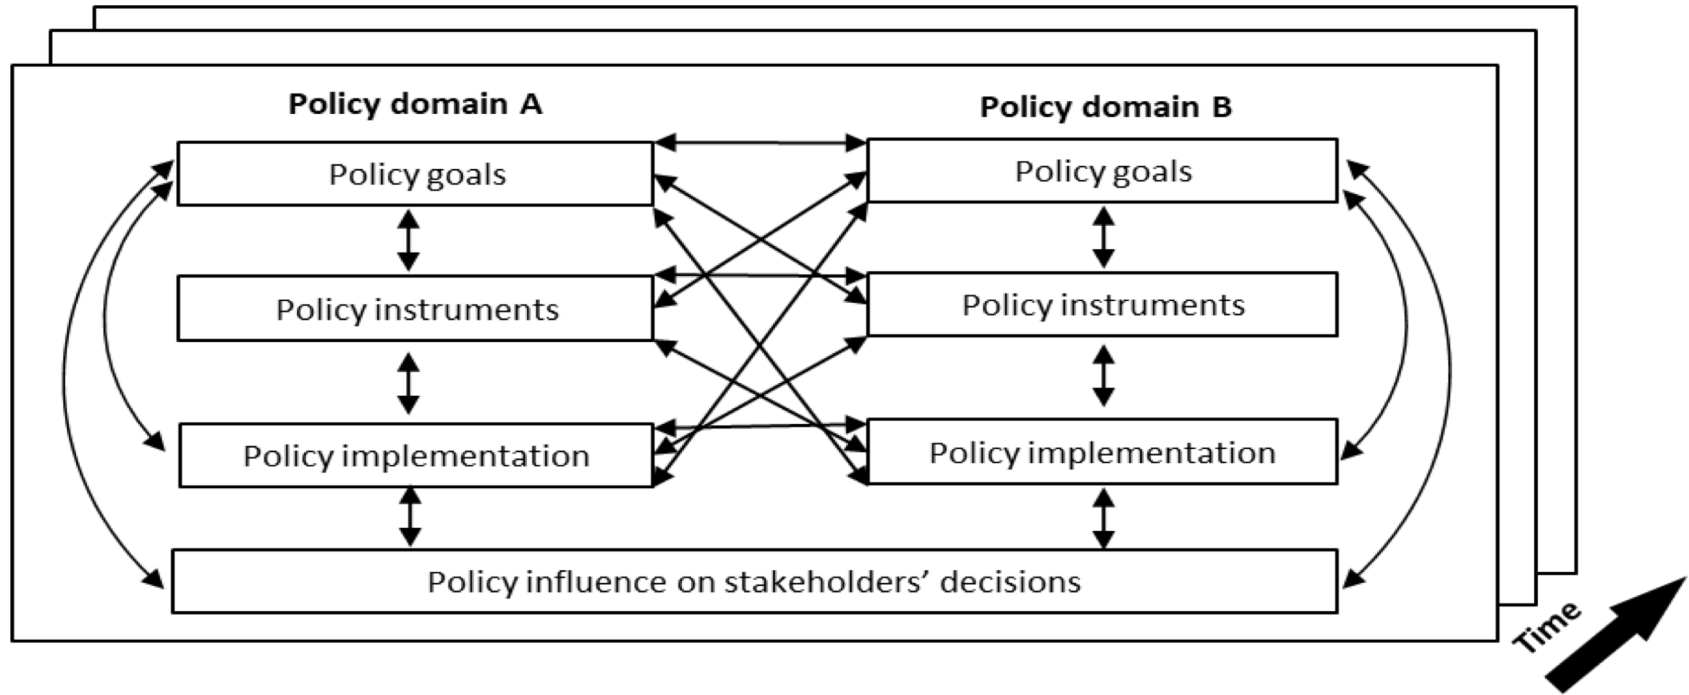 Policy domain A
Policy domain B
Policy goals
Policy goals
Policy instruments
Policy instruments
Policy implementation
Policy implementation
Policy influence on stakeholders’ decisions
Time